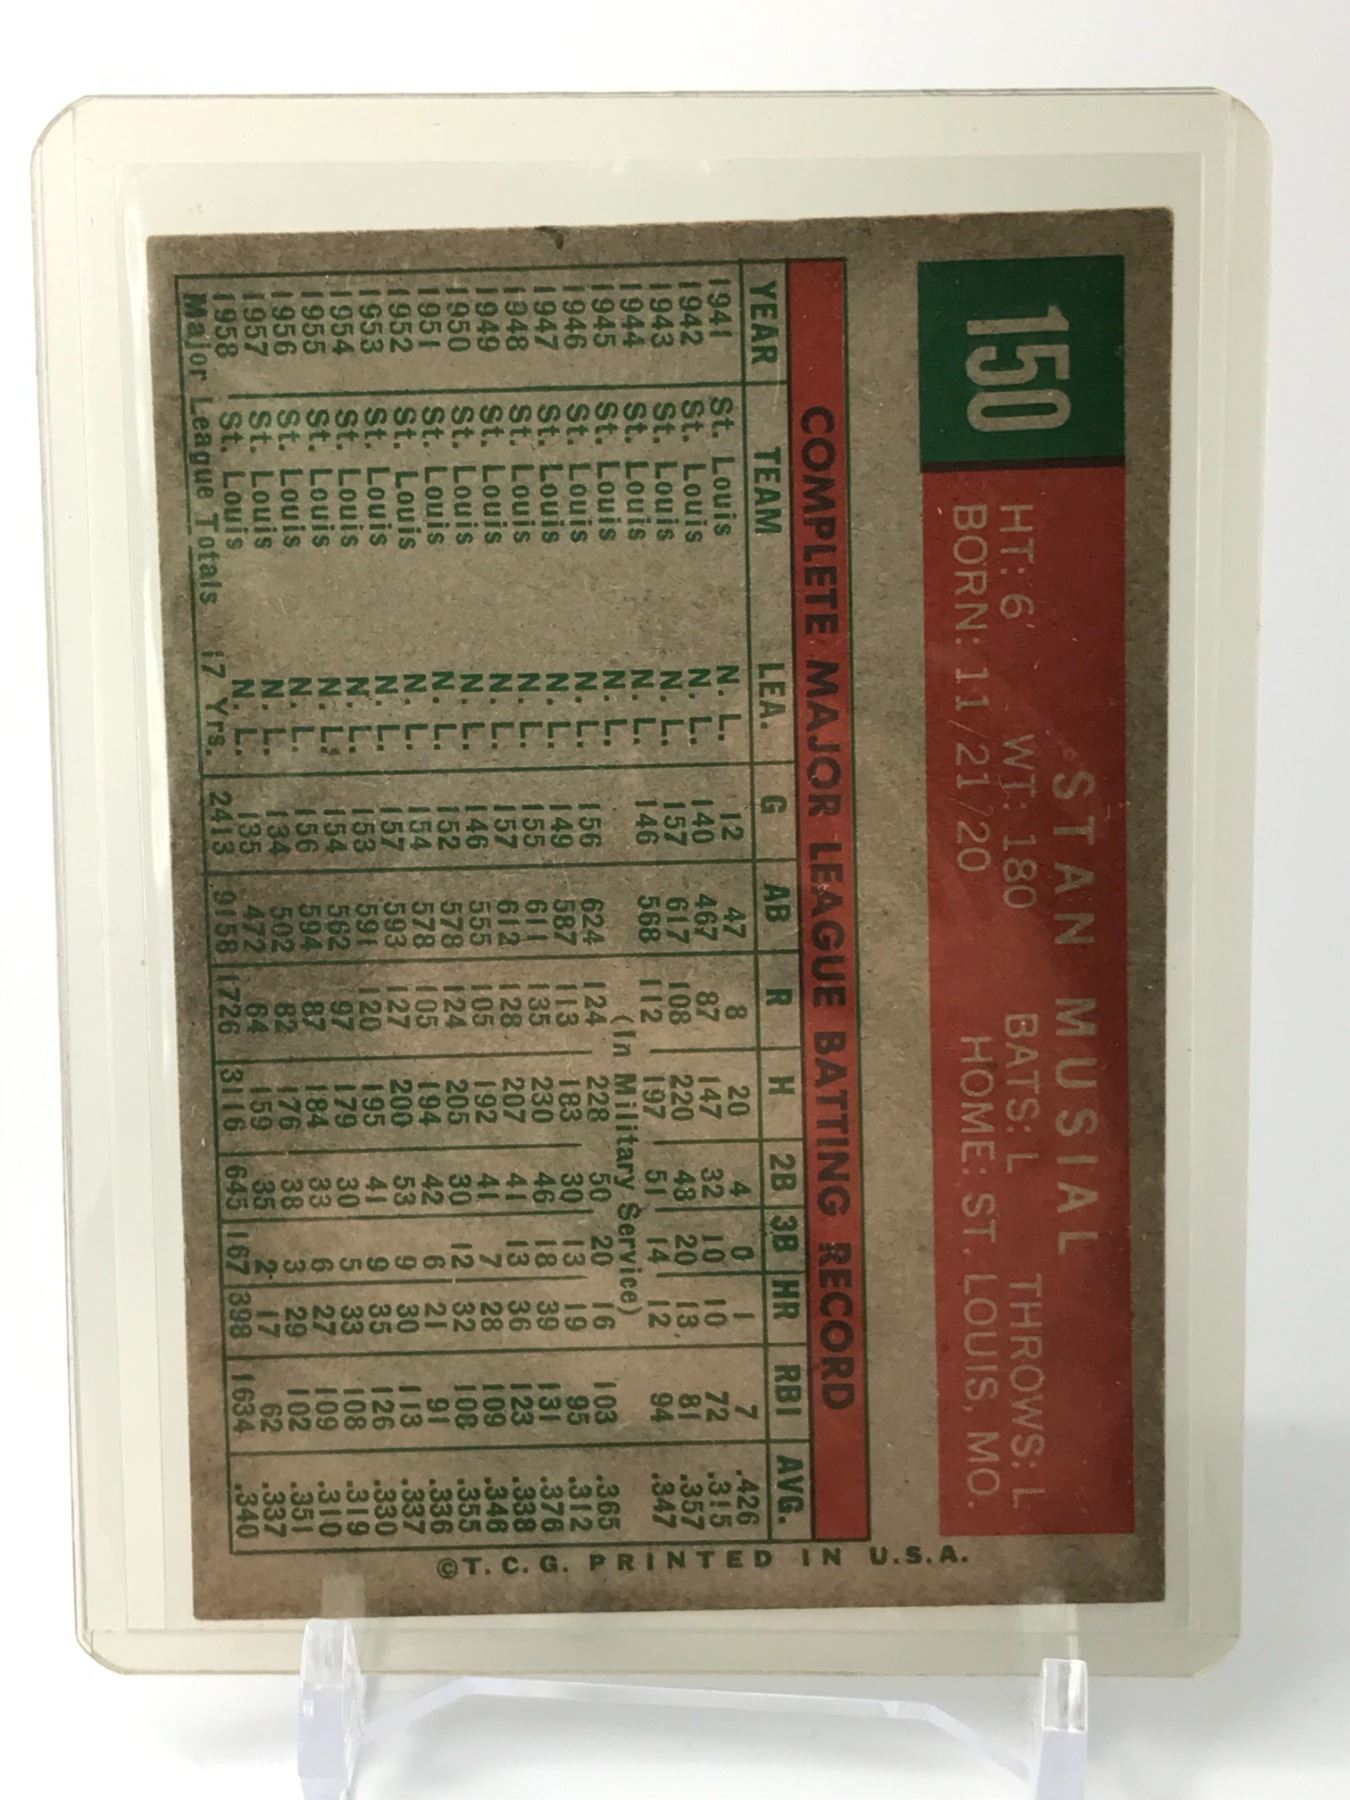 150
STAN MUSIAL
HT: 6' WT: 180 BATS: L THROWS: L
BORN: 11/21/20 HOME: ST. LOUIS, MO.
COMPLETE MAJOR LEAGUE BATTING RECORD
YEAR TEAM LEA. G AB R H 2B 3B HR RBI AVG.
1941 St. Louis N. L. 12 47 8 20 4 0 1 7 .426
1942 St. Louis N. L. 140 467 87 147 32 10 10 72 .315
1943 St. Louis N. L. 157 617 108 220 48 20 13 81 .357
1944 St. Louis N. L. 146 568 112 197 51 14 12 94 .347
1945 St. Louis N. L. (In Military Service)
1946 St. Louis N. L. 156 624 124 228 50 20 16 103 .365
1947 St. Louis N. L. 149 587 113 183 30 13 19 95 .312
1948 St. Louis N. L. 155 611 135 230 46 18 39 131 .376
1949 St. Louis N. L. 157 612 128 207 41 13 36 123 .338
1950 St. Louis N. L. 146 555 105 192 41 7 28 109 .346
1951 St. Louis N. L. 152 578 124 205 30 12 32 108 .355
1952 St. Louis N. L. 154 578 105 194 42 6 21 91 .336
1953 St. Louis N. L. 157 593 127 200 53 9 30 113 .337
1954 St. Louis N. L. 153 591 120 195 41 9 35 126 .330
1955 St. Louis N. L. 154 562 97 179 30 5 33 108 .319
1956 St. Louis N. L. 156 594 87 184 33 6 27 109 .310
1957 St. Louis N. L. 134 502 82 176 38 3 29 102 .351
1958 St. Louis N. L. 135 472 64 159 35 2 17 62 .337
Major League Totals 17 Yrs. 2413 9158 1726 3116 645 167 398 1634 .340
©T.C.G. PRINTED IN U.S.A.